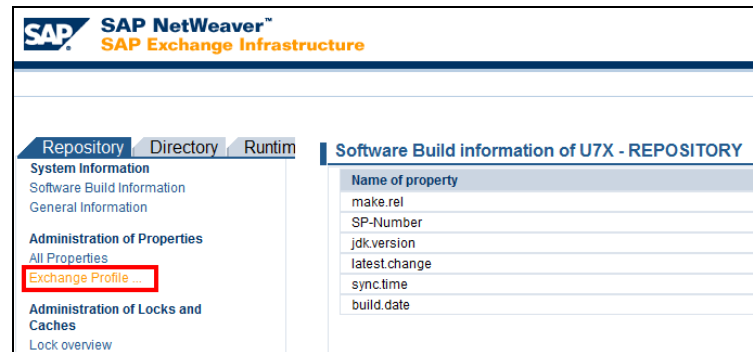 SAP
SAP NetWeaver™
SAP Exchange Infrastructure
Repository Directory Runtim
System Information
Software Build Information
General Information
Administration of Properties
All Properties
Exchange Profile ...
Administration of Locks and
Caches
Lock overview
Software Build information of U7X - REPOSITORY
Name of property
make.rel
SP-Number
jdk.version
latest.change
sync.time
build.date